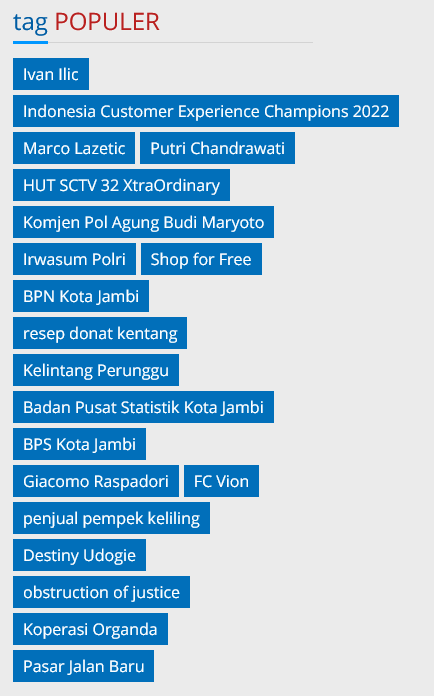 tag POPULER
Ivan Ilic
Indonesia Customer Experience Champions 2022
Marco Lazetic Putri Chandrawati
HUT SCTV 32 XtraOrdinary
Komjen Pol Agung Budi Maryoto
Irwasum Polri Shop for Free
BPN Kota Jambi
resep donat kentang
Kelintang Perunggu
Badan Pusat Statistik Kota Jambi
BPS Kota Jambi
Giacomo Raspadori FC Vion
penjual pempek keliling
Destiny Udogie
obstruction of justice
Koperasi Organda
Pasar Jalan Baru